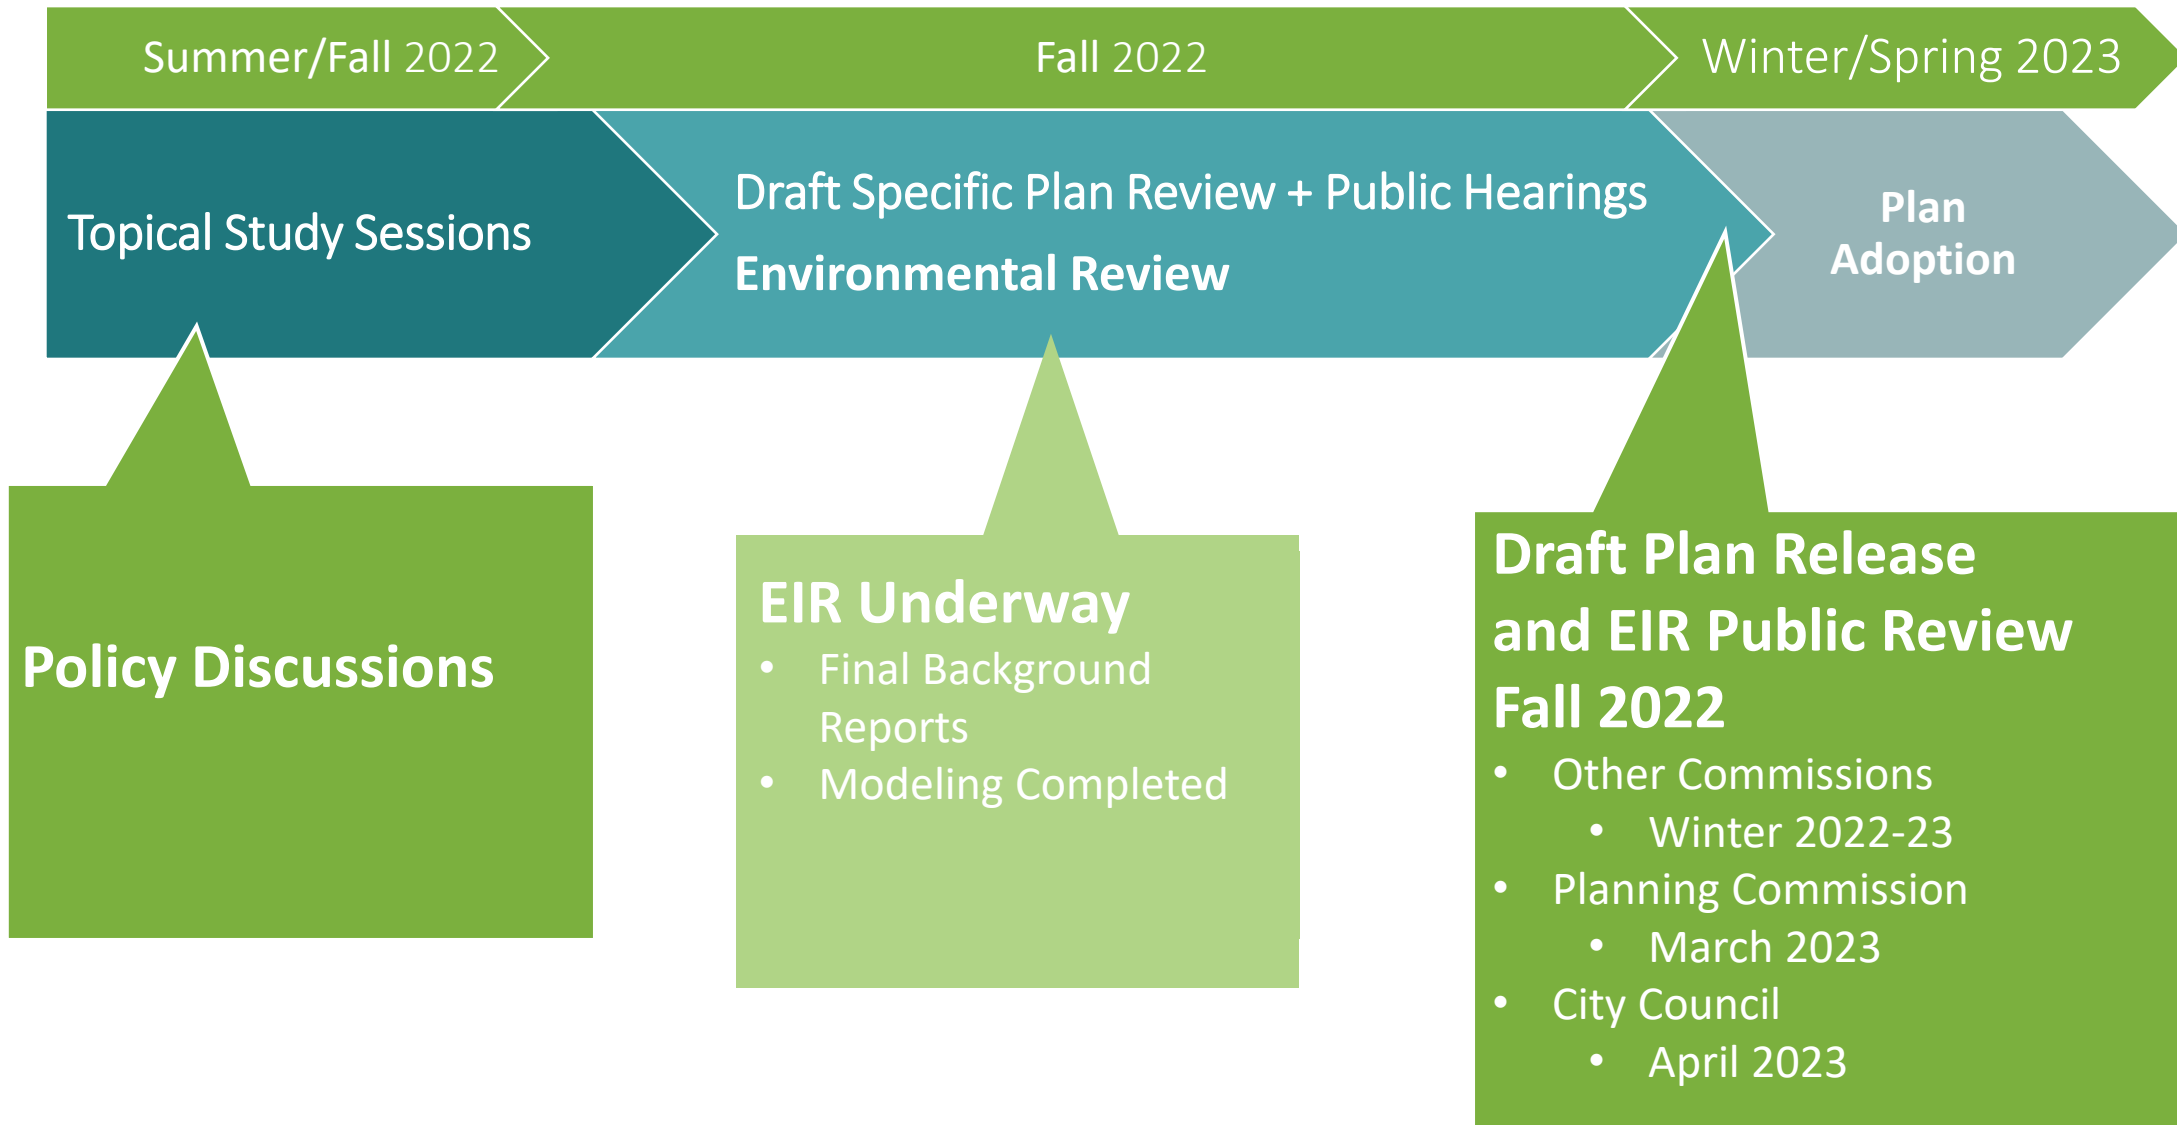 Summer/Fall 2022
Fall 2022
Winter/Spring 2023
Topical Study Sessions
Draft Specific Plan Review + Public Hearings
Environmental Review
Plan
Adoption
Policy Discussions
EIR Underway
• Final Background
Reports
• Modeling Completed
Draft Plan Release
and EIR Public Review
Fall 2022
• Other Commissions
• Winter 2022-23
• Planning Commission
• March 2023
• City Council
• April 2023